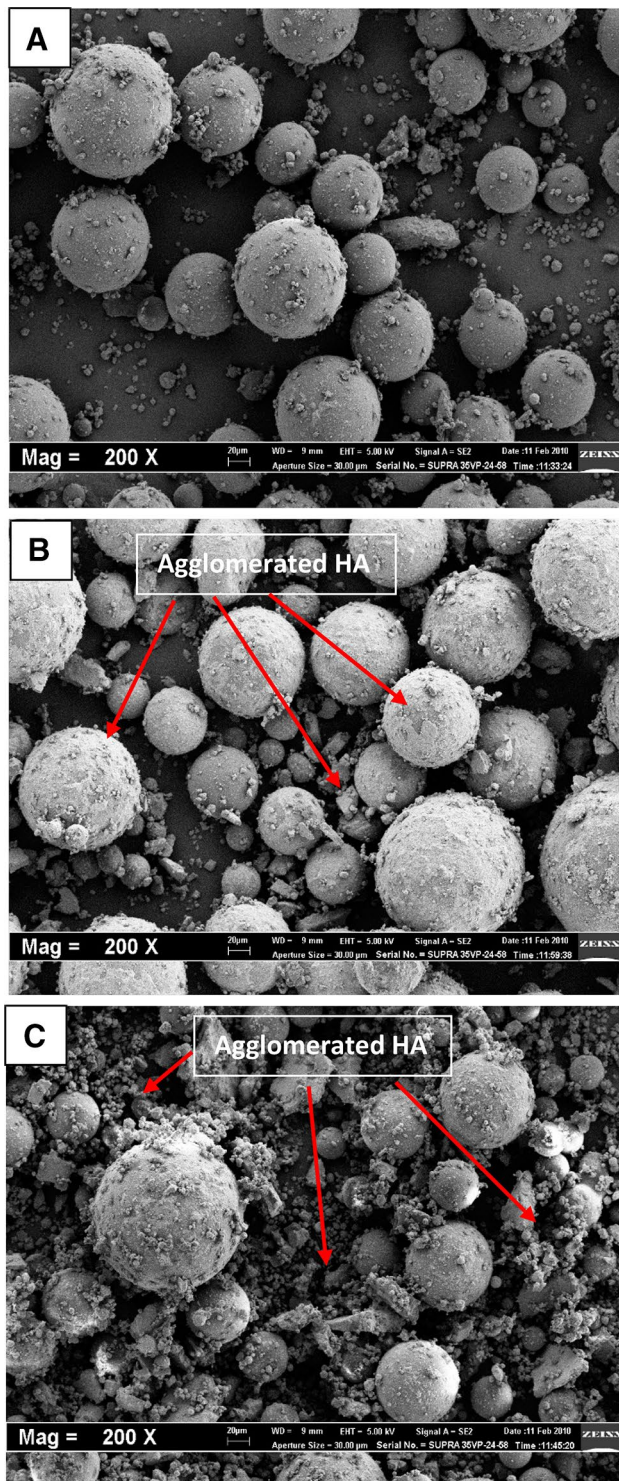 A
Mag = 200 X
20µm
WD = 9 mm EHT = 5.00 kV Signal A = SE2 Date :11 Feb 2010
Aperture Size = 30.00 µm Serial No. = SUPRA 35VP-24-58 Time :11:33:24
ZEISS
B
Agglomerated HA
Mag = 200 X
20µm
WD = 9 mm EHT = 5.00 kV Signal A = SE2 Date :11 Feb 2010
Aperture Size = 30.00 µm Serial No. = SUPRA 35VP-24-58 Time :11:59:38
ZEISS
C
Agglomerated HA
Mag = 200 X
20µm
WD = 9 mm EHT = 5.00 kV Signal A = SE2 Date :11 Feb 2010
Aperture Size = 30.00 µm Serial No. = SUPRA 35VP-24-58 Time :11:45:20
ZEISS